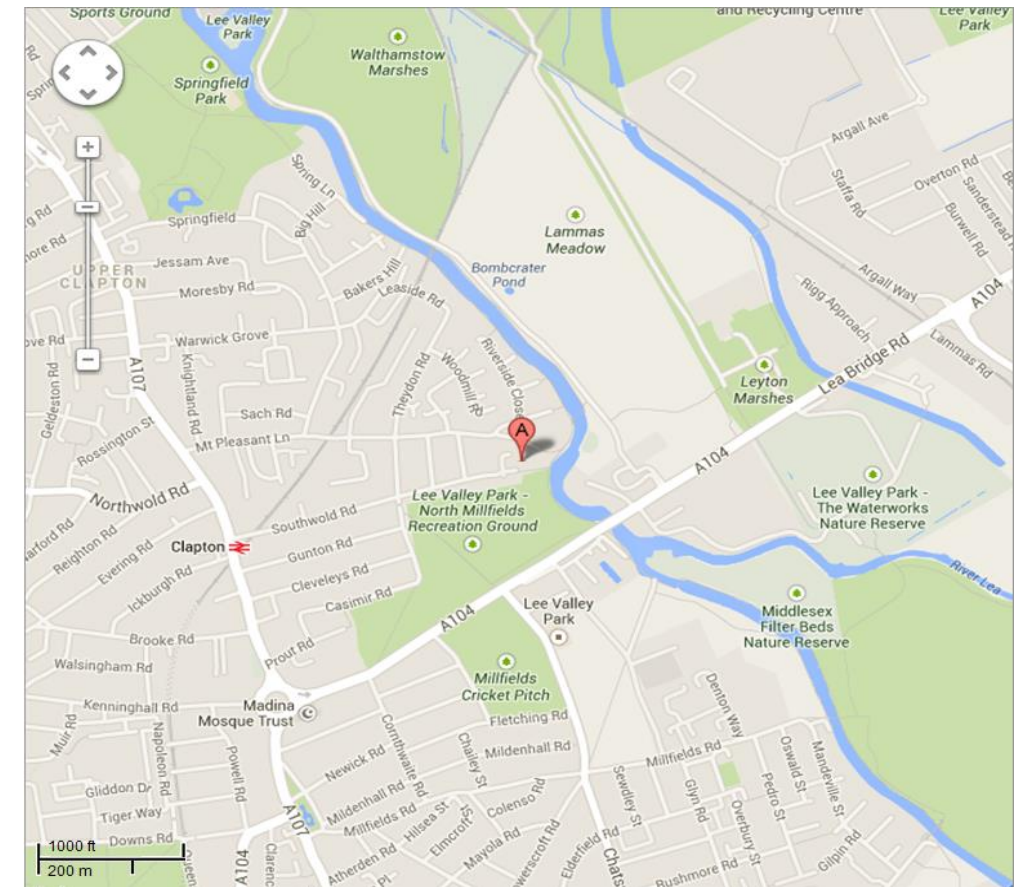 Sports Ground
Lee Valley
Park
and Recycling Centre
Lee Valley
Park
Walthamstow
Marshes
Springfield
Park
Argall Ave
Overton Rd
Staffa Rd
Burwell Rd
Spring Ln
Big Hill
Springfield
Lammas
Meadow
Jessam Ave
UPPER
CLAPTON
Moresby Rd
Bakers Hill
Leaside Rd
Bombcrater
Pond
Argall Way
Rigg Approach
A104
Lammas Rd
Warwick Grove
Knightland Rd
A107
Geldeston Rd
Theydon Rd
Woodmill Rd
Riverside Close
Lea Bridge Rd
Leyton
Marshes
Sach Rd
Rossington St
Mt Pleasant Ln
A
A104
Northwold Rd
Lee Valley Park -
North Millfields
Recreation Ground
Lee Valley Park -
The Waterworks
Nature Reserve
Southwold Rd
Clapton
Gunton Rd
Reighton Rd
Evering Rd
Ickburgh Rd
Cleveleys Rd
Casimir Rd
River Lea
Lee Valley
Park
Middlesex
Filter Beds
Nature Reserve
A104
Brooke Rd
Prout Rd
Walsingham Rd
Millfields
Cricket Pitch
Kenninghall Rd
Madina
Mosque Trust
Muir Rd
Napoleon Rd
Powell Rd
Fletching Rd
Denton Way
Newick Rd
Cornthwaite Rd
Chailey St
Mildenhall Rd
Millfields Rd
Oswald St
Mandeville St
Gliddon Dr
Tiger Way
Downs Rd
Mildenhall Rd
Millfields Rd
Hilsea St
Elmcroft St
Colenso Rd
Sewdley St
Glyn Rd
Pedro St
Overbury St
Gilpin Rd
A107
A104
Atherden Rd
Mayola Rd
Elderfield Rd
Rushmore Rd
1000 ft
200 m